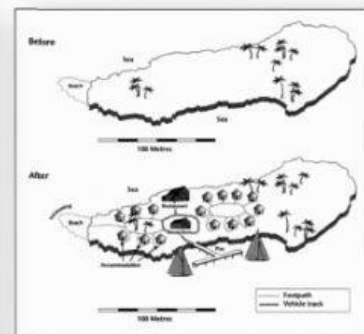 Before
Sea
Beach
Sea
100 Metres
After
Sea
Restaurant
Beach
Reception
Pier
Accommodation
Footpath
Vehicle track
100 Metres